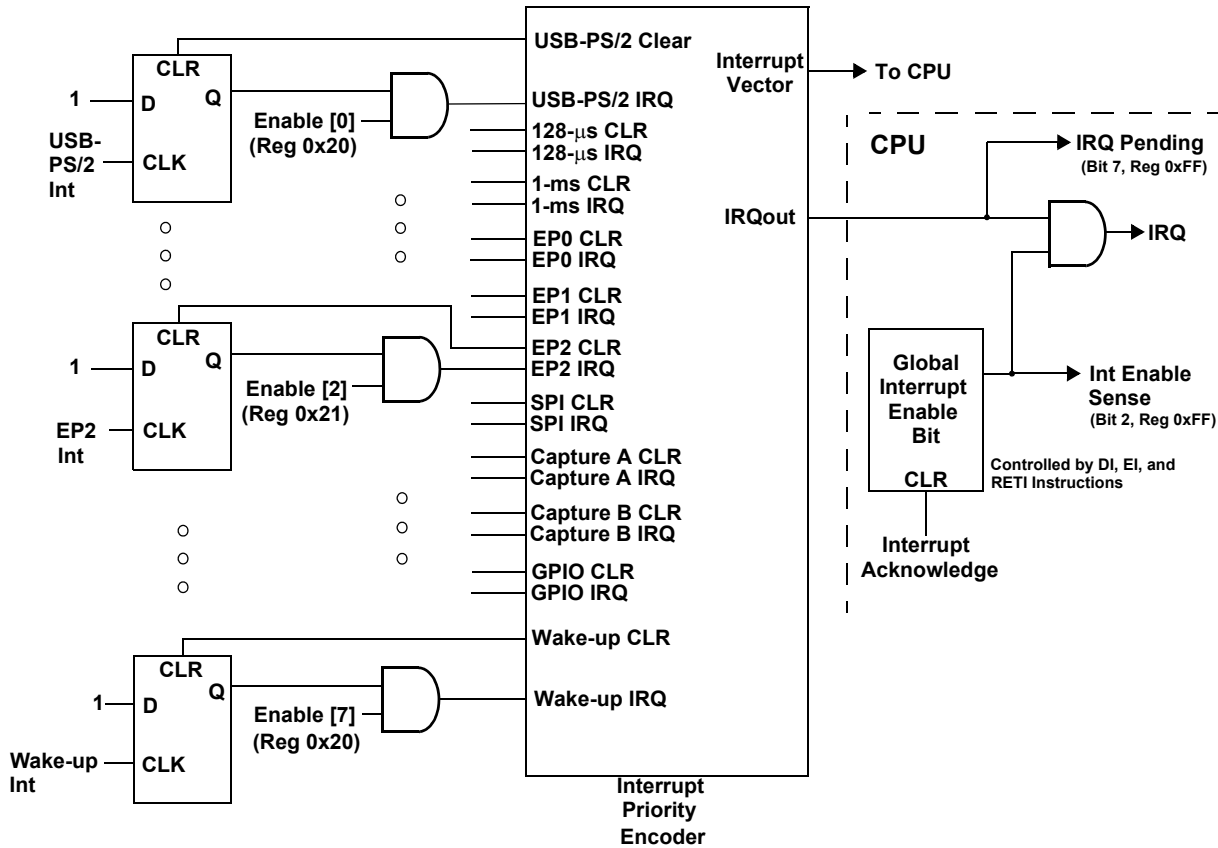 CLR
D
Q
CLK
1
USB-
PS/2
Int
Enable [0]
(Reg 0x20)
CLR
D
Q
CLK
1
EP2
Int
Enable [2]
(Reg 0x21)
CLR
D
Q
CLK
1
Wake-up
Int
Enable [7]
(Reg 0x20)
USB-PS/2 Clear
USB-PS/2 IRQ
128-μs CLR
128-μs IRQ
1-ms CLR
1-ms IRQ
EP0 CLR
EP0 IRQ
EP1 CLR
EP1 IRQ
EP2 CLR
EP2 IRQ
SPI CLR
SPI IRQ
Capture A CLR
Capture A IRQ
Capture B CLR
Capture B IRQ
GPIO CLR
GPIO IRQ
Wake-up CLR
Wake-up IRQ
Interrupt
Vector
IRQout
Interrupt
Priority
Encoder
To CPU
CPU
IRQ Pending
(Bit 7, Reg 0xFF)
IRQ
Global
Interrupt
Enable
Bit
CLR
Int Enable
Sense
(Bit 2, Reg 0xFF)
Controlled by DI, EI, and
RETI Instructions
Interrupt
Acknowledge